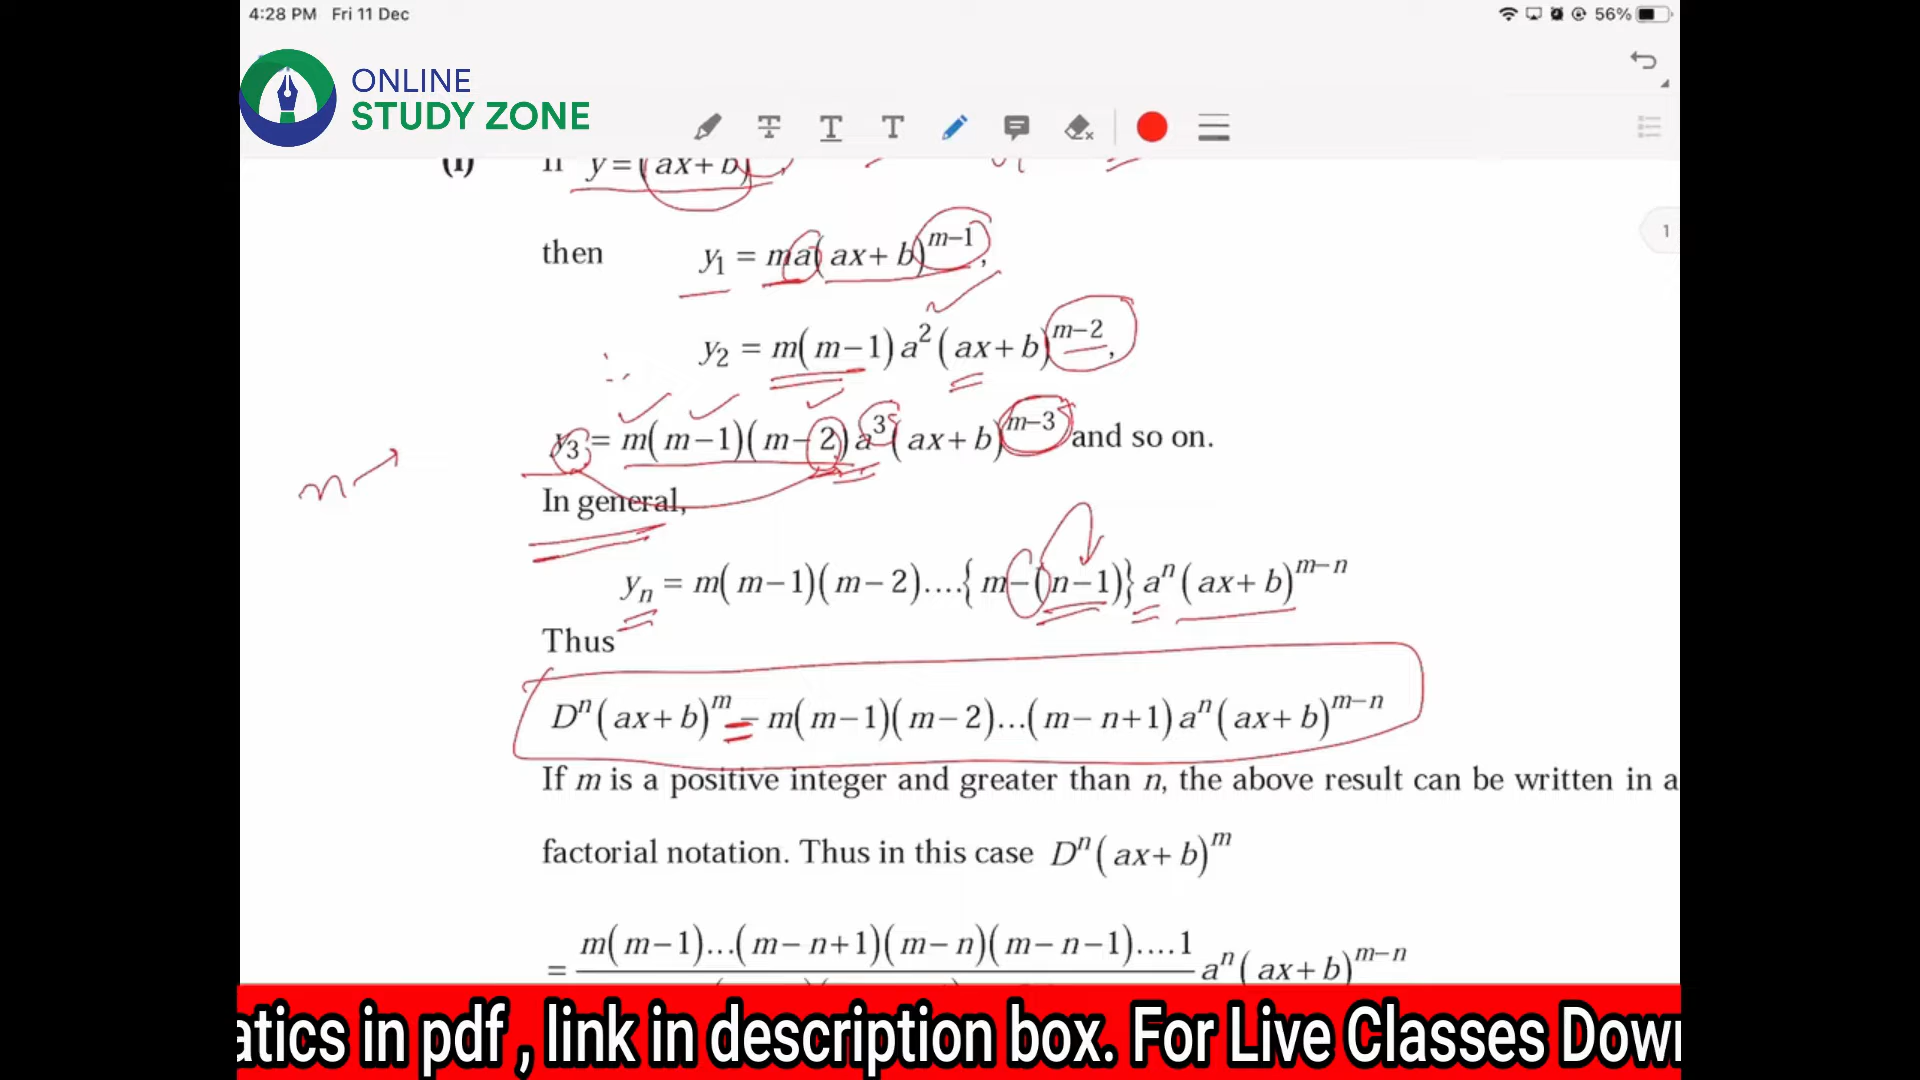 4:28 PM Fri 11 Dec 56%
ONLINE
STUDY ZONE
1
(i) If y = (ax + b)
then y₁ = ma(ax + b)^{m−1},
y₂ = m(m−1) a² (ax + b)^{m−2},
y₃ = m(m−1)(m−2) a³ (ax + b)^{m−3} and so on.
n →
In general,
yₙ = m(m−1)(m−2)....{m−(n−1)} aⁿ (ax + b)^{m−n}
Thus
Dⁿ (ax + b)^m = m(m−1)(m−2)...(m−n+1) aⁿ (ax + b)^{m−n}
If m is a positive integer and greater than n, the above result can be written in a
factorial notation. Thus in this case Dⁿ (ax + b)^m
= m(m−1)...(m−n+1)(m−n)(m−n−1)....1 aⁿ (ax + b)^{m−n}
atics in pdf , link in description box. For Live Classes Down